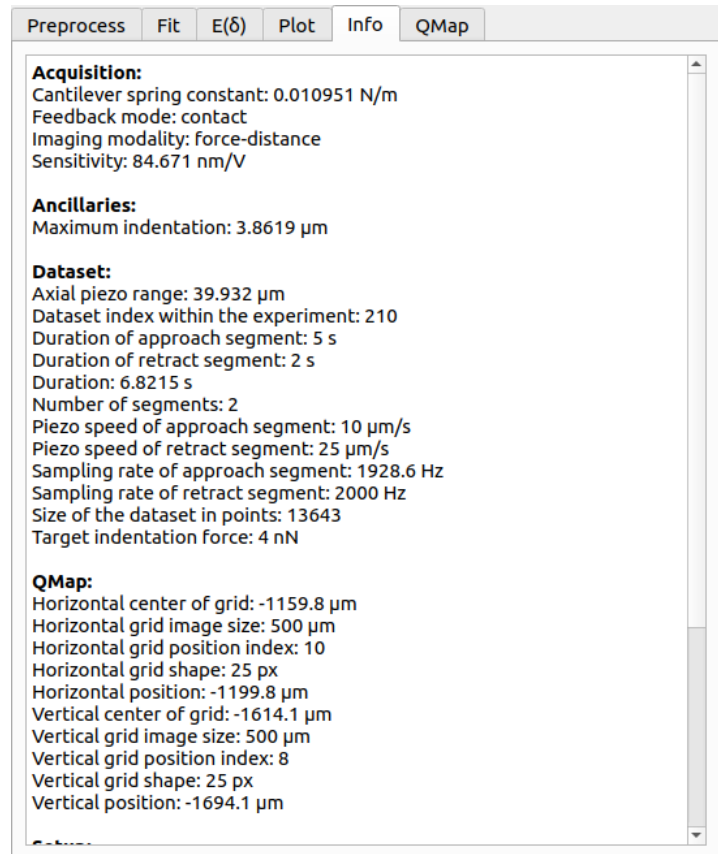 Preprocess Fit E(δ) Plot Info QMap
Acquisition:
Cantilever spring constant: 0.010951 N/m
Feedback mode: contact
Imaging modality: force-distance
Sensitivity: 84.671 nm/V
Ancillaries:
Maximum indentation: 3.8619 μm
Dataset:
Axial piezo range: 39.932 μm
Dataset index within the experiment: 210
Duration of approach segment: 5 s
Duration of retract segment: 2 s
Duration: 6.8215 s
Number of segments: 2
Piezo speed of approach segment: 10 μm/s
Piezo speed of retract segment: 25 μm/s
Sampling rate of approach segment: 1928.6 Hz
Sampling rate of retract segment: 2000 Hz
Size of the dataset in points: 13643
Target indentation force: 4 nN
QMap:
Horizontal center of grid: -1159.8 μm
Horizontal grid image size: 500 μm
Horizontal grid position index: 10
Horizontal grid shape: 25 px
Horizontal position: -1199.8 μm
Vertical center of grid: -1614.1 μm
Vertical grid image size: 500 μm
Vertical grid position index: 8
Vertical grid shape: 25 px
Vertical position: -1694.1 μm